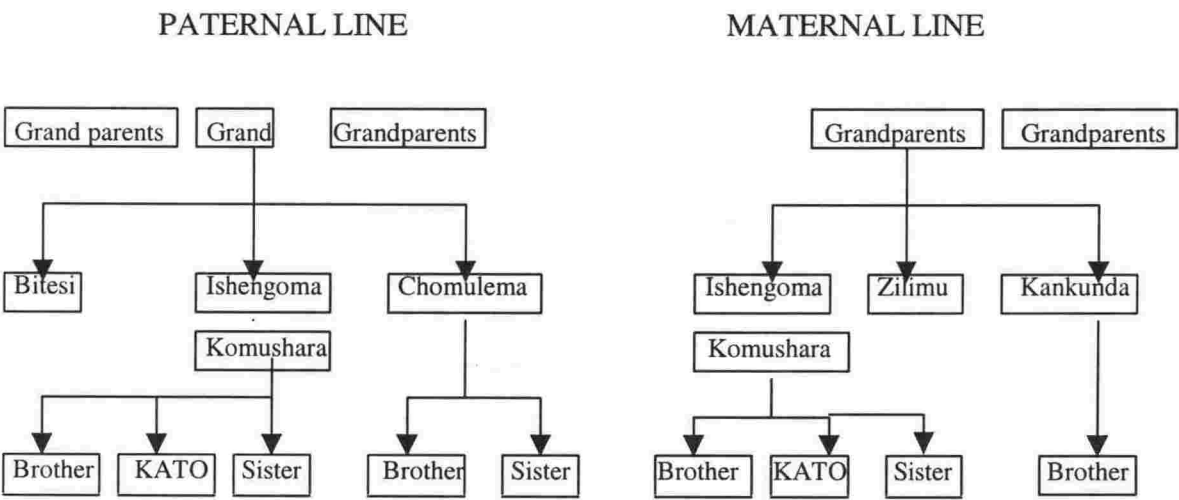 PATERNAL LINE
MATERNAL LINE
Grand parents
Grand
Grandparents
Grandparents
Grandparents
Bitesi
Ishengoma
Chomulema
Ishengoma
Zilimu
Kankunda
Komushara
Komushara
Brother
KATO
Sister
Brother
Sister
Brother
KATO
Sister
Brother